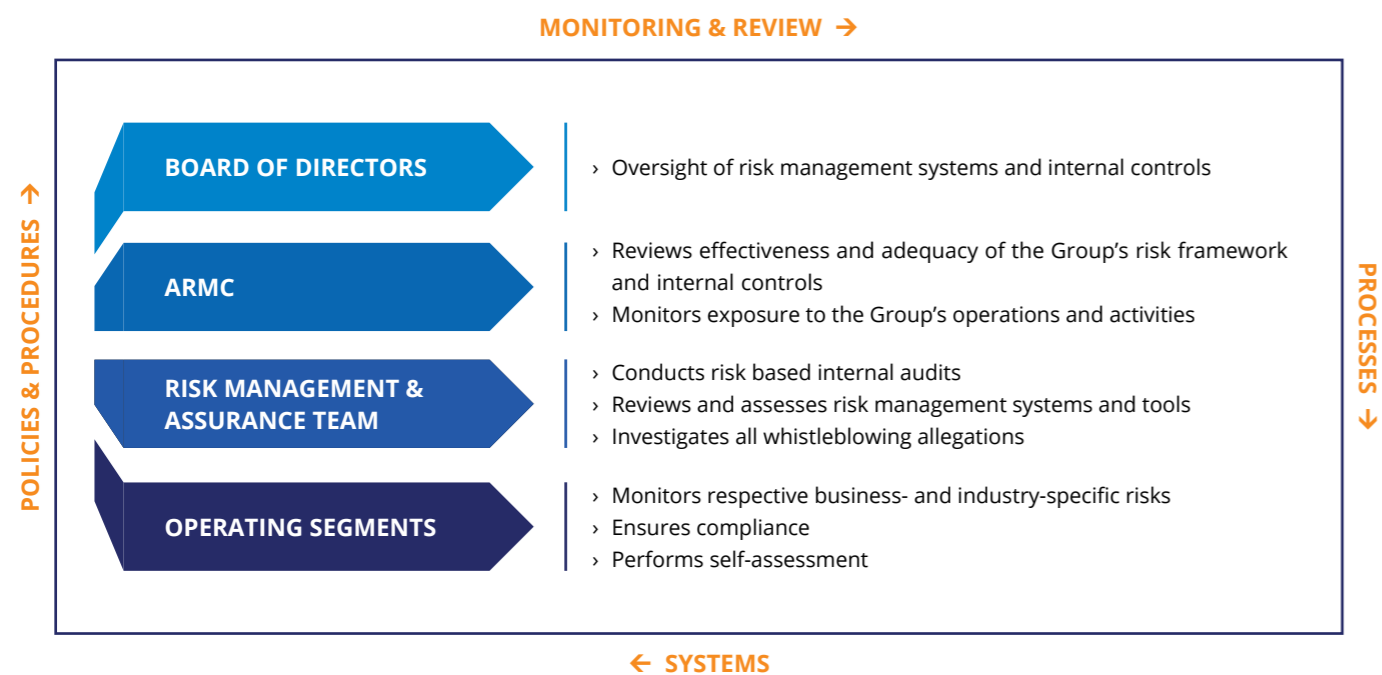 MONITORING & REVIEW →
POLICIES & PROCEDURES →
BOARD OF DIRECTORS
› Oversight of risk management systems and internal controls
ARMC
› Reviews effectiveness and adequacy of the Group’s risk framework
and internal controls
› Monitors exposure to the Group’s operations and activities
RISK MANAGEMENT &
ASSURANCE TEAM
› Conducts risk based internal audits
› Reviews and assesses risk management systems and tools
› Investigates all whistleblowing allegations
OPERATING SEGMENTS
› Monitors respective business- and industry-specific risks
› Ensures compliance
› Performs self-assessment
PROCESSES →
← SYSTEMS